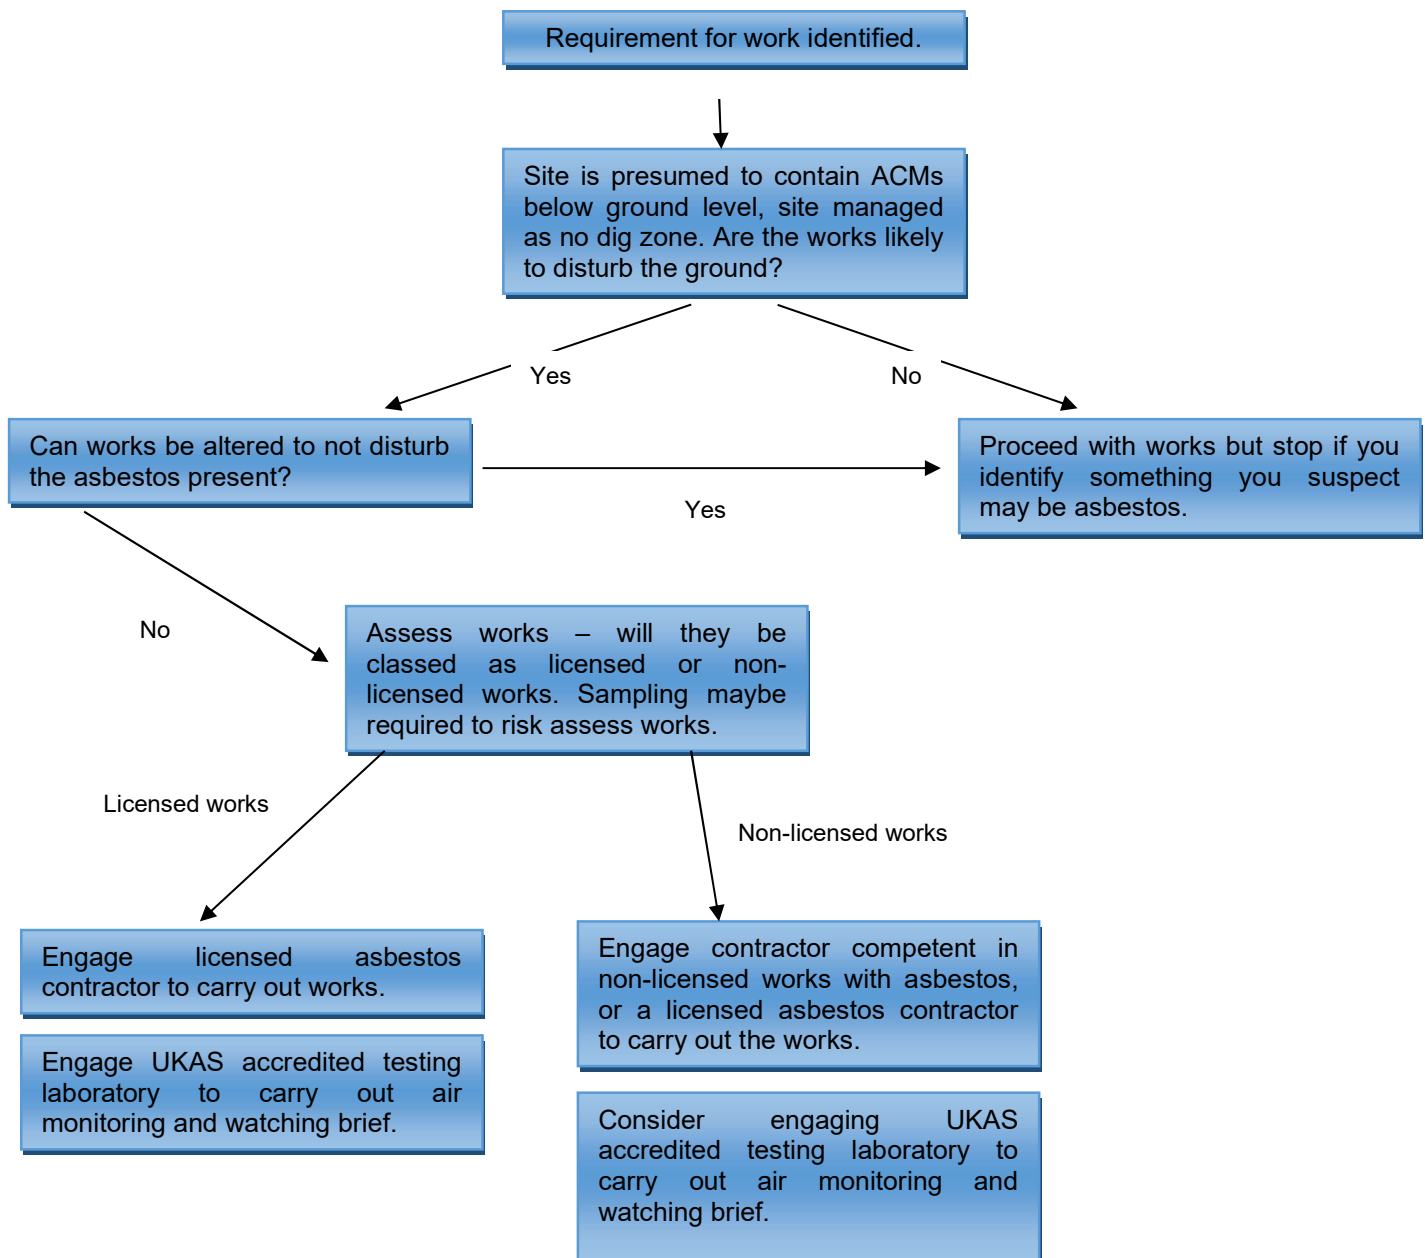 Requirement for work identified.
Site is presumed to contain ACMs
below ground level, site managed
as no dig zone. Are the works likely
to disturb the ground?
Yes
No
Can works be altered to not disturb
the asbestos present?
Yes
Proceed with works but stop if you
identify something you suspect
may be asbestos.
No
Assess works – will they be
classed as licensed or non-
licensed works. Sampling maybe
required to risk assess works.
Licensed works
Non-licensed works
Engage licensed asbestos
contractor to carry out works.
Engage UKAS accredited testing
laboratory to carry out air
monitoring and watching brief.
Engage contractor competent in
non-licensed works with asbestos,
or a licensed asbestos contractor
to carry out the works.
Consider engaging UKAS
accredited testing laboratory to
carry out air monitoring and
watching brief.